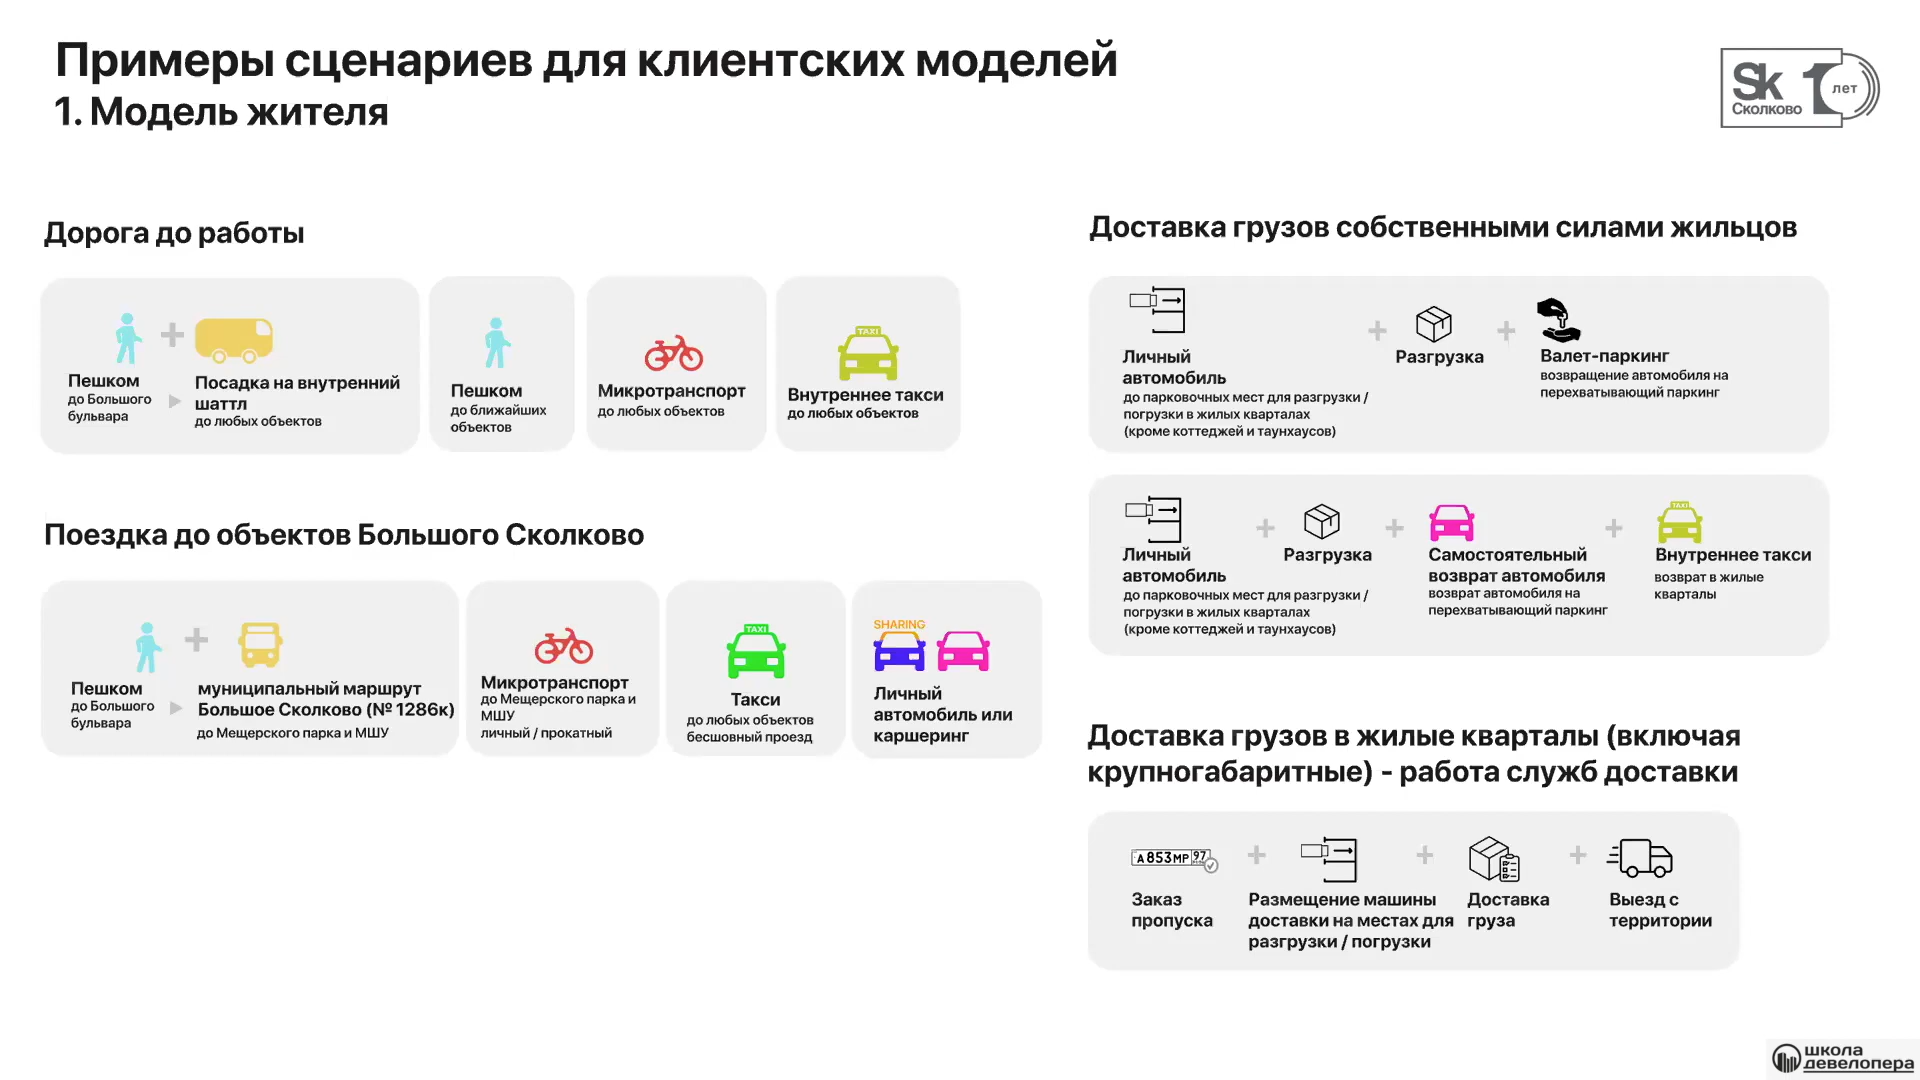 Примеры сценариев для клиентских моделей
1. Модель жителя
Sk
Сколково
10
лет
Дорога до работы
Пешком
до Большого
бульвара
Посадка на внутренний
шаттл
до любых объектов
Пешком
до ближайших
объектов
Микротранспорт
до любых объектов
TAXI
Внутреннее такси
до любых объектов
Поездка до объектов Большого Сколково
Пешком
до Большого
бульвара
муниципальный маршрут
Большое Сколково (№ 1286к)
до Мещерского парка и МШУ
Микротранспорт
до Мещерского парка и
МШУ
личный / прокатный
TAXI
Такси
до любых объектов
бесшовный проезд
SHARING
Личный
автомобиль или
каршеринг
Доставка грузов собственными силами жильцов
Личный
автомобиль
до парковочных мест для разгрузки /
погрузки в жилых кварталах
(кроме коттеджей и таунхаусов)
Разгрузка
Валет-паркинг
возвращение автомобиля на
перехватывающий паркинг
Личный
автомобиль
до парковочных мест для разгрузки /
погрузки в жилых кварталах
(кроме коттеджей и таунхаусов)
Разгрузка
Самостоятельный
возврат автомобиля
возврат автомобиля на
перехватывающий паркинг
TAXI
Внутреннее такси
возврат в жилые
кварталы
Доставка грузов в жилые кварталы (включая
крупногабаритные) - работа служб доставки
А853МР 97
Заказ
пропуска
Размещение машины
доставки на местах для
разгрузки / погрузки
Доставка
груза
Выезд с
территории
школа
девелопера